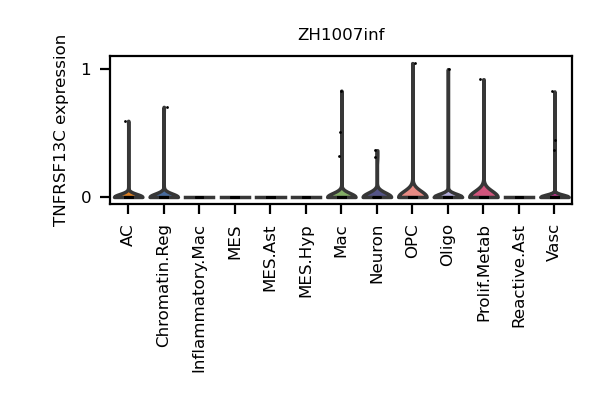 ZH1007inf
TNFRSF13C expression
1
0
AC
Chromatin.Reg
Inflammatory.Mac
MES
MES.Ast
MES.Hyp
Mac
Neuron
OPC
Oligo
Prolif.Metab
Reactive.Ast
Vasc